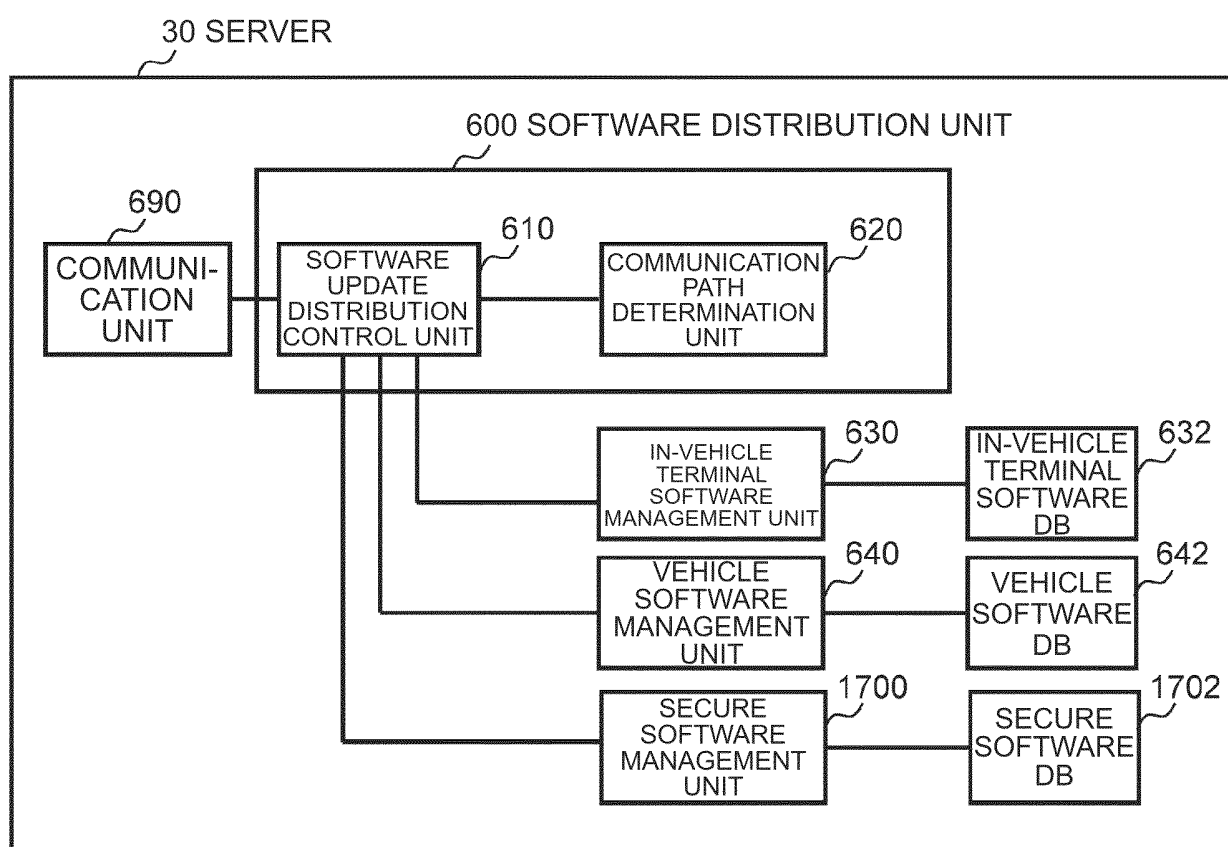 30 SERVER
600 SOFTWARE DISTRIBUTION UNIT
690
COMMUNI-
CATION
UNIT
610
SOFTWARE
UPDATE
DISTRIBUTION
CONTROL UNIT
620
COMMUNICATION
PATH
DETERMINATION
UNIT
630
IN-VEHICLE
TERMINAL
SOFTWARE
MANAGEMENT UNIT
632
IN-VEHICLE
TERMINAL
SOFTWARE
DB
640
VEHICLE
SOFTWARE
MANAGEMENT
UNIT
642
VEHICLE
SOFTWARE
DB
1700
SECURE
SOFTWARE
MANAGEMENT
UNIT
1702
SECURE
SOFTWARE
DB